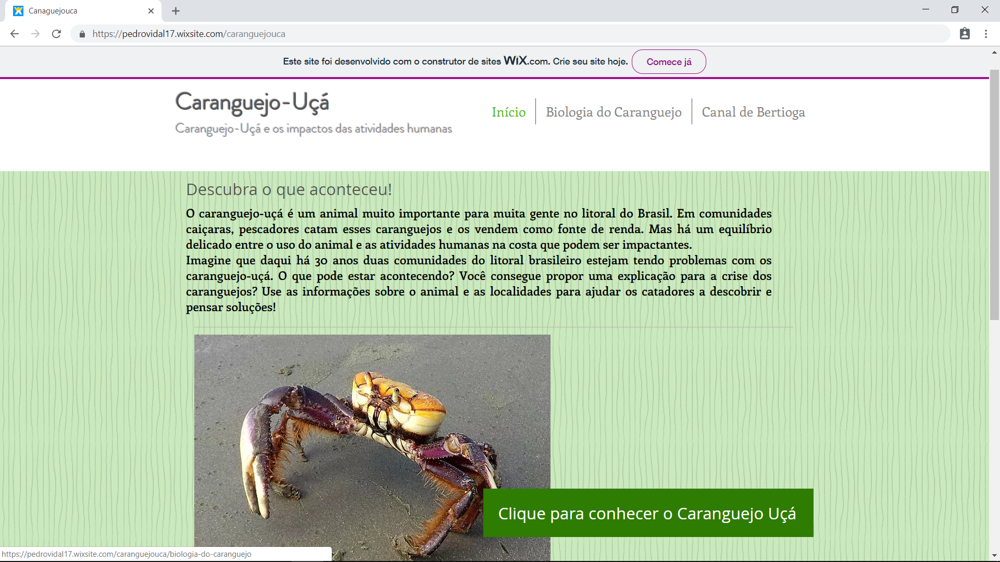 Canaguejouca
https://pedrovidal17.wixsite.com/caranguejouca
Este site foi desenvolvido com o construtor de sites WiX.com. Crie seu site hoje. Comece já
Caranguejo-Uçá
Caranguejo-Uçá e os impactos das atividades humanas
Início Biologia do Caranguejo Canal de Bertioga
Descubra o que aconteceu!
O caranguejo-uçá é um animal muito importante para muita gente no litoral do Brasil. Em comunidades
caiçaras, pescadores catam esses caranguejos e os vendem como fonte de renda. Mas há um equilíbrio
delicado entre o uso do animal e as atividades humanas na costa que podem ser impactantes.
Imagine que daqui há 30 anos duas comunidades do litoral brasileiro estejam tendo problemas com os
caranguejo-uçá. O que pode estar acontecendo? Você consegue propor uma explicação para a crise dos
caranguejos? Use as informações sobre o animal e as localidades para ajudar os catadores a descobrir e
pensar soluções!
Clique para conhecer o Caranguejo Uçá
https://pedrovidal17.wixsite.com/caranguejouca/biologia-do-caranguejo